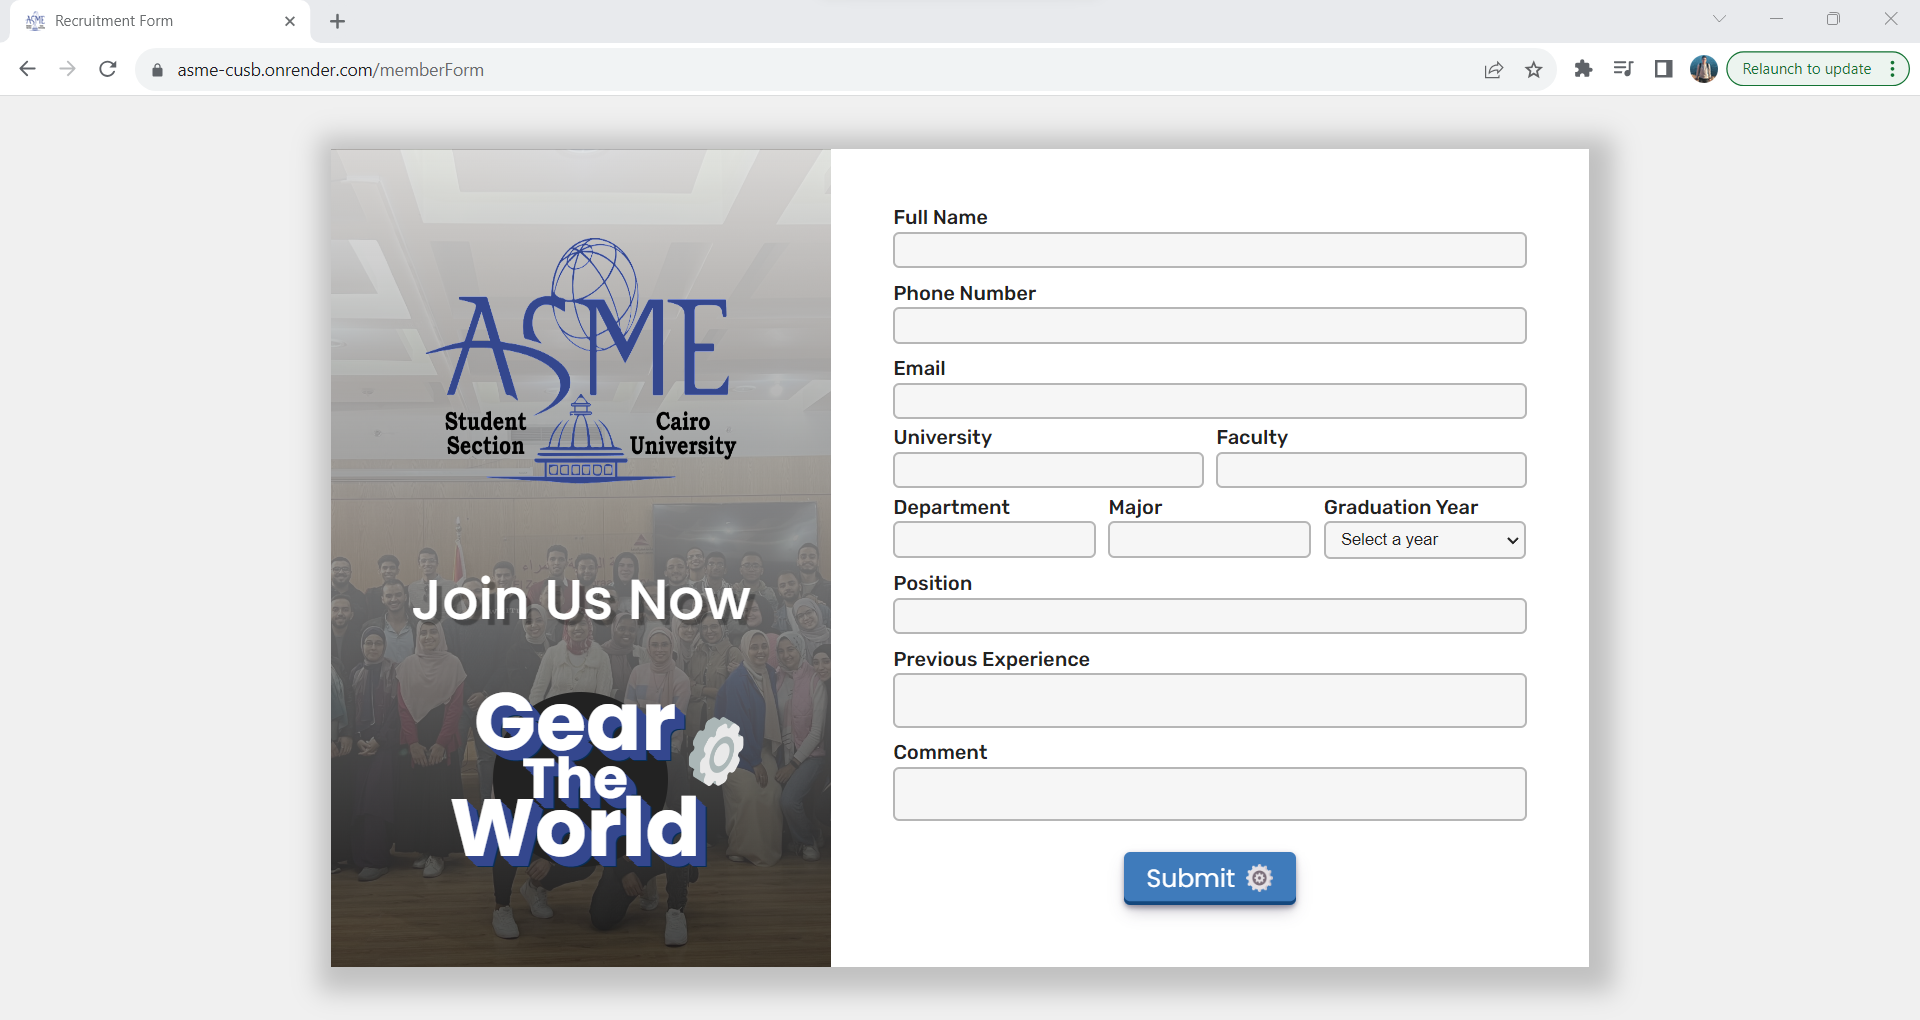 Recruitment Form
asme-cusb.onrender.com/memberForm
Relaunch to update
ASME
Student Section
Cairo University
Join Us Now
Gear
The
World
Full Name
Phone Number
Email
University
Faculty
Department
Major
Graduation Year
Select a year
Position
Previous Experience
Comment
Submit